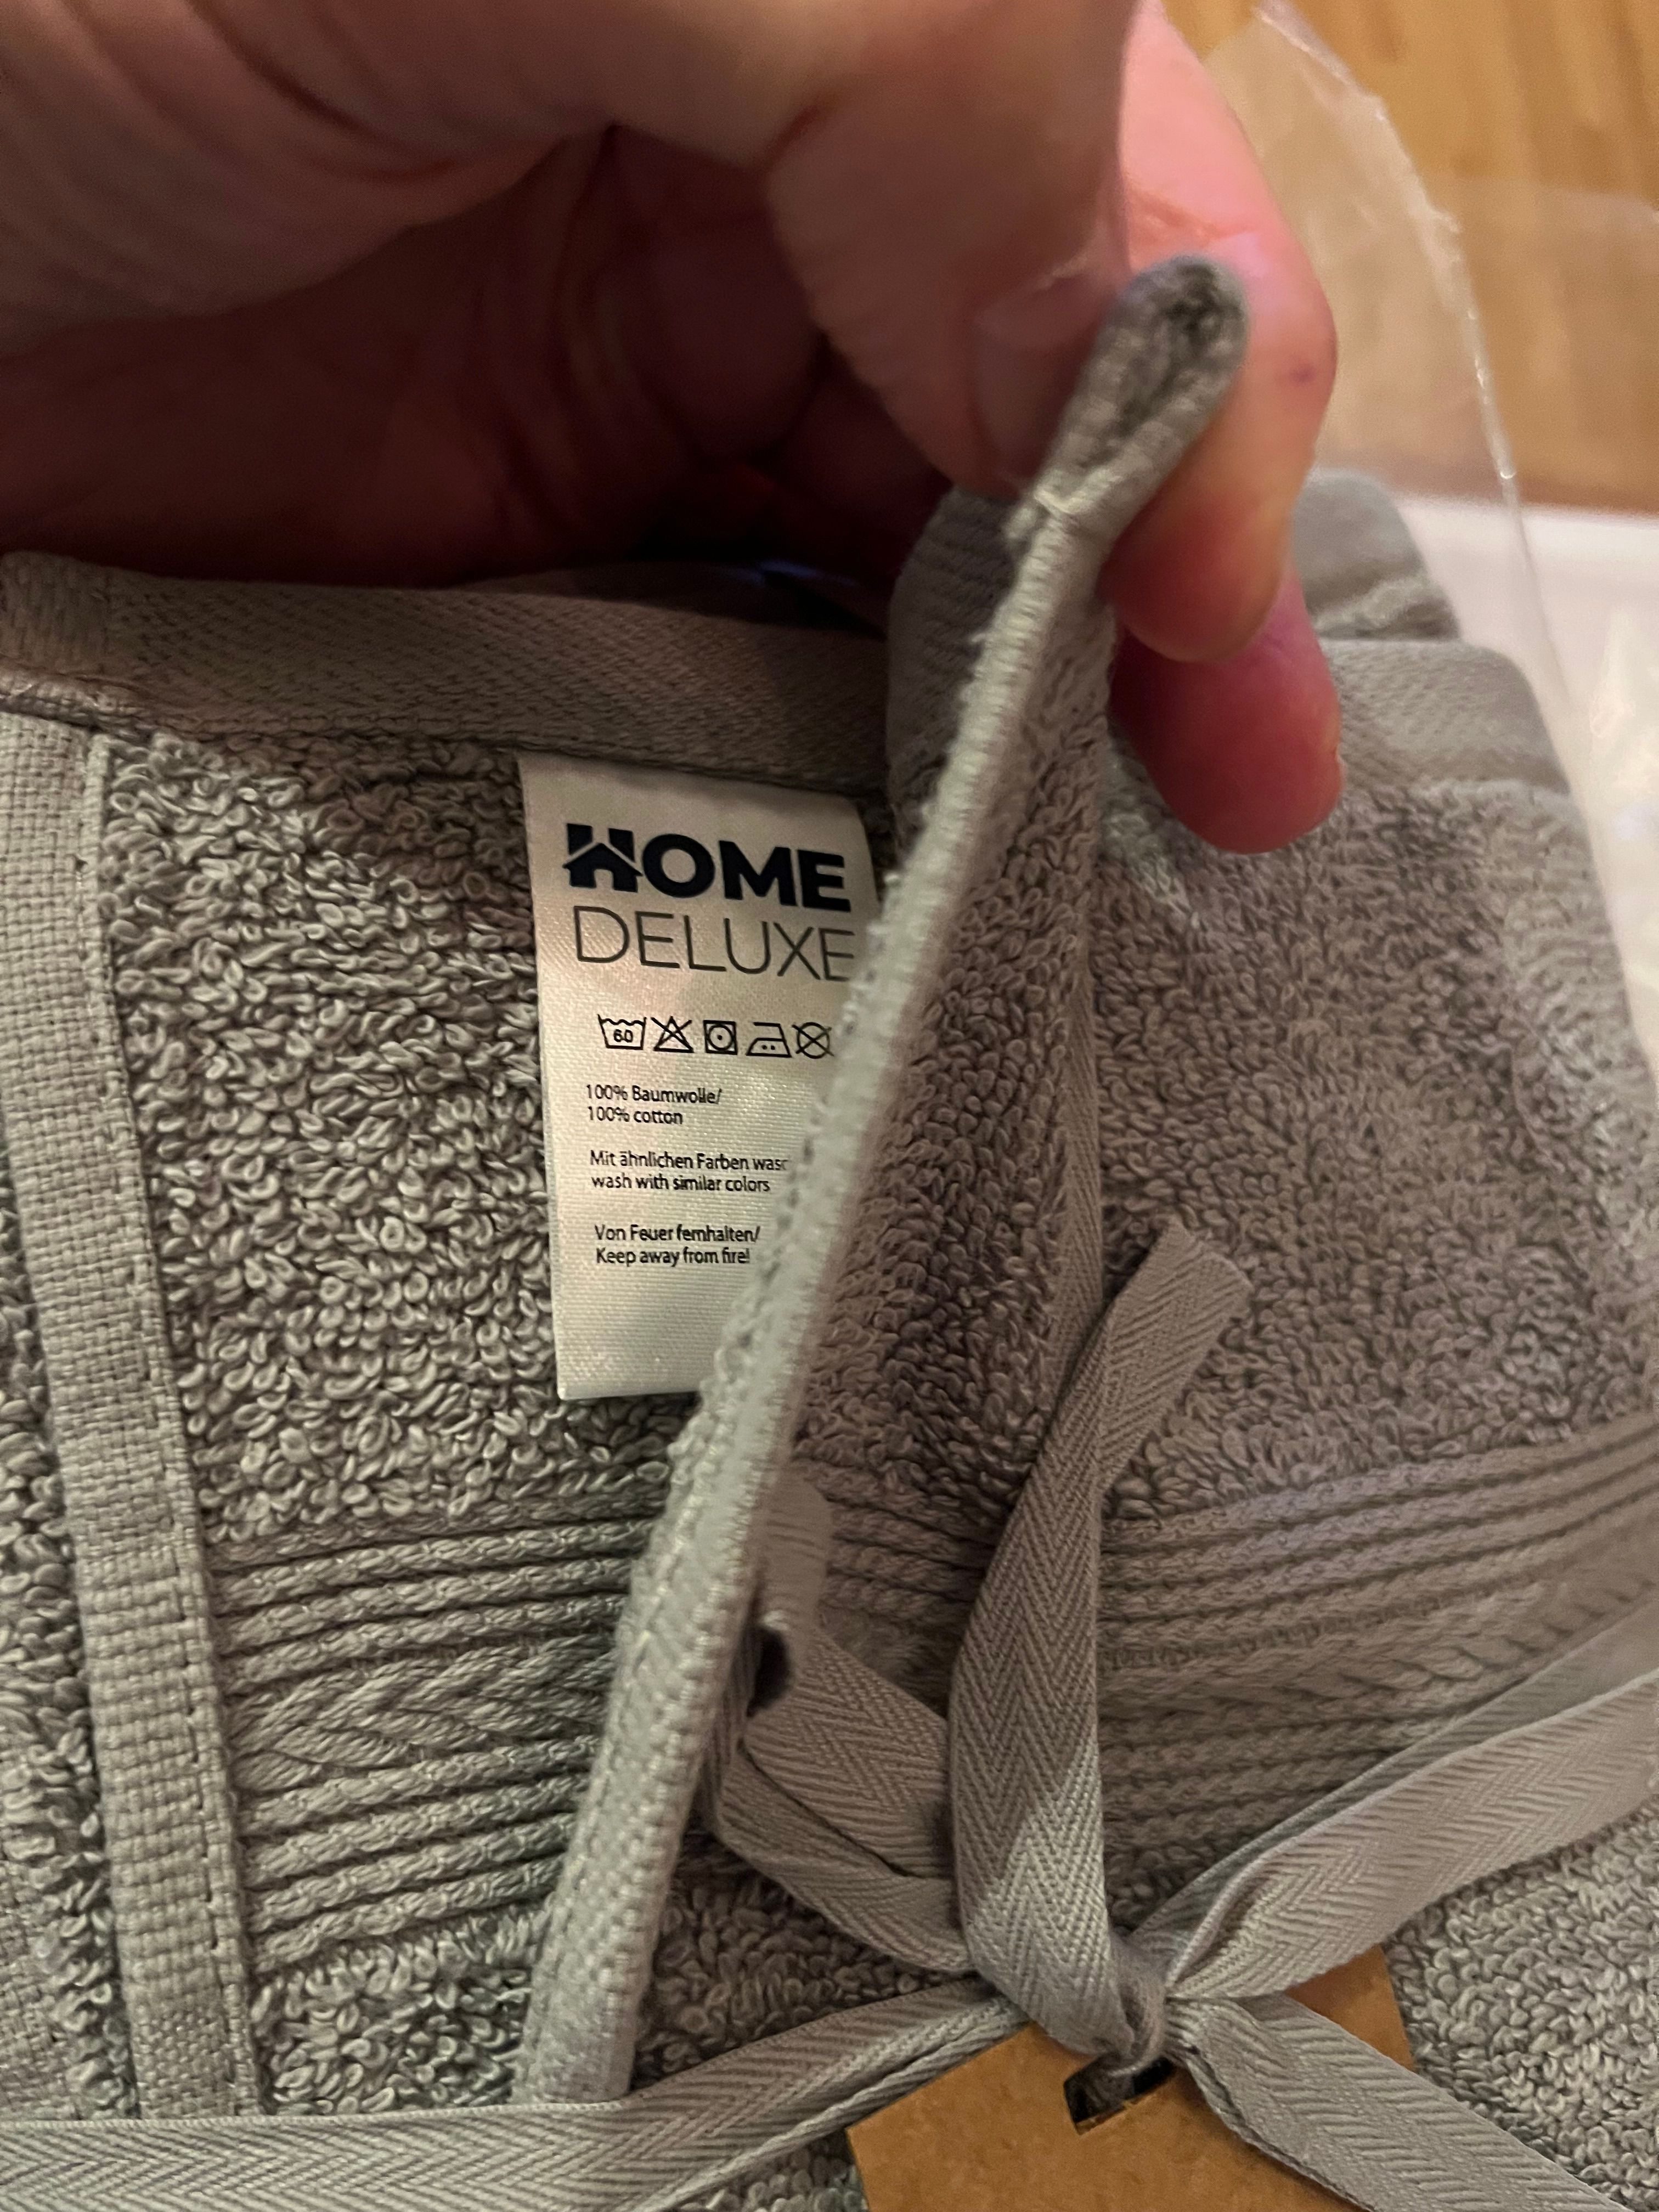 HOME
DELUXE
60
100% Baumwolle/
100% cotton
Mit ähnlichen Farben
wash with similar colors
Von Feuer fernhalten/
Keep away from fire!